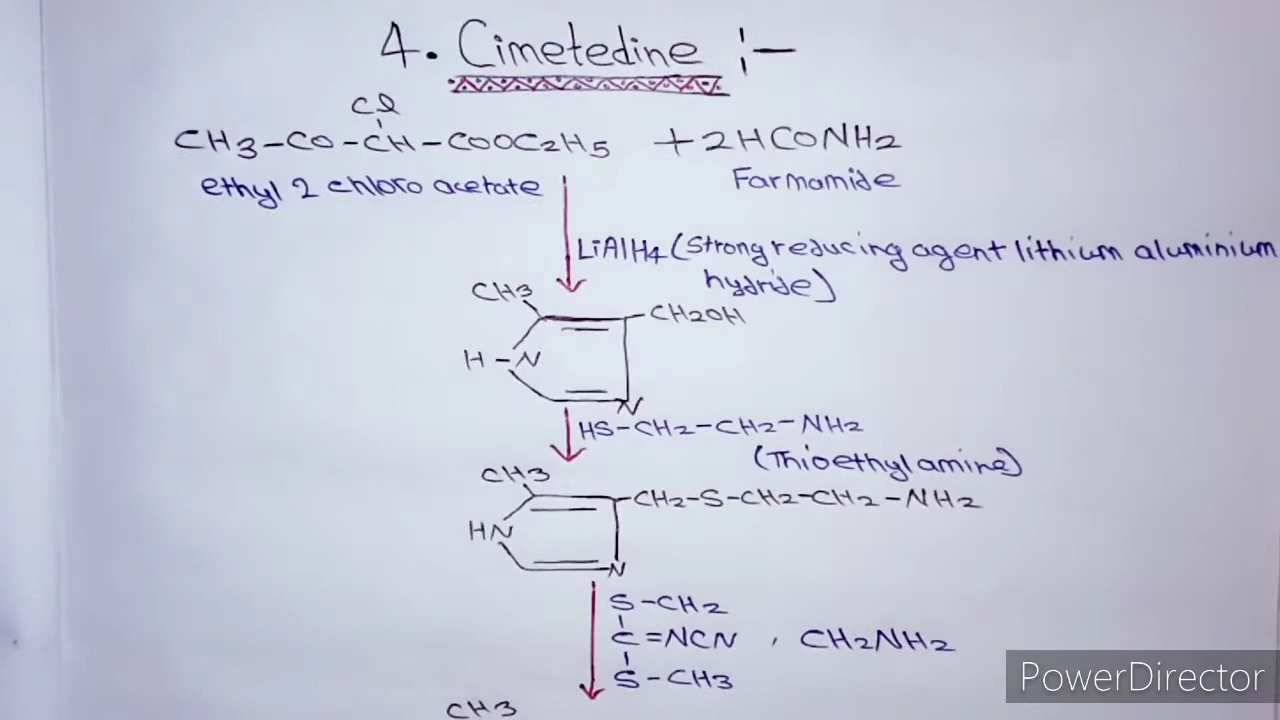 4. Cimetedine :-
Cl
CH3-CO-CH-COOC2H5 + 2HCONH2
ethyl 2 chloro acetate Farmamide
LiAlH4 (Strong reducing agent lithium aluminium
hydride)
CH3 CH2OH
H-N
N
HS-CH2-CH2-NH2
(Thioethylamine)
CH3
CH2-S-CH2-CH2-NH2
HN
N
S-CH2
C=NCN , CH2NH2
S-CH3
CH3
PowerDirector